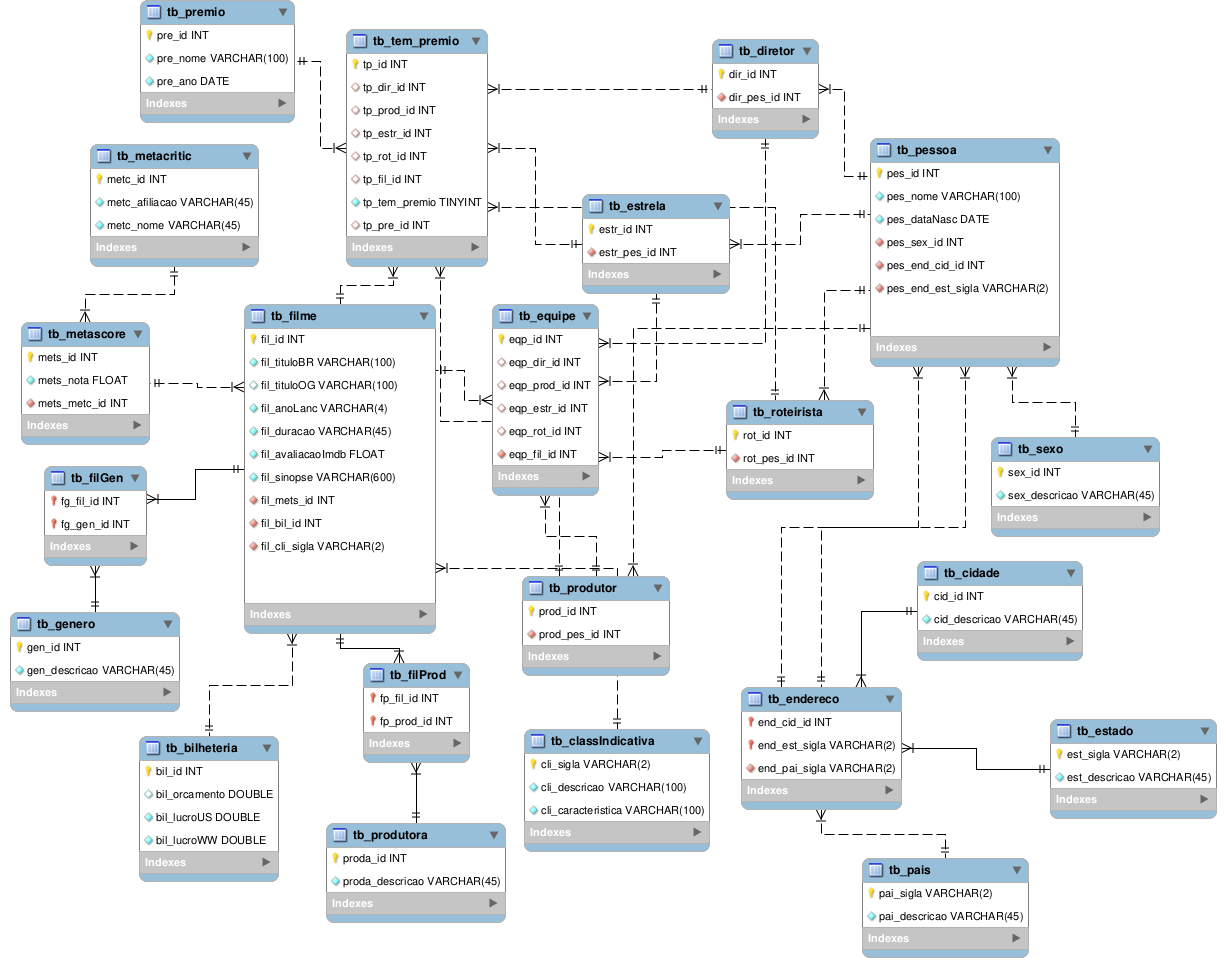 tb_premio
pre_id INT
pre_nome VARCHAR(100)
pre_ano DATE
Indexes
tb_tem_premio
tp_id INT
tp_dir_id INT
tp_prod_id INT
tp_estr_id INT
tp_rot_id INT
tp_fil_id INT
tp_tem_premio TINYINT
tp_pre_id INT
Indexes
tb_diretor
dir_id INT
dir_pes_id INT
Indexes
tb_metacritic
metc_id INT
metc_afiliacao VARCHAR(45)
metc_nome VARCHAR(45)
Indexes
tb_pessoa
pes_id INT
pes_nome VARCHAR(100)
pes_dataNasc DATE
pes_sex_id INT
pes_end_cid_id INT
pes_end_est_sigla VARCHAR(2)
Indexes
tb_estrela
estr_id INT
estr_pes_id INT
Indexes
tb_metascore
mets_id INT
mets_nota FLOAT
mets_metc_id INT
Indexes
tb_filme
fil_id INT
fil_tituloBR VARCHAR(100)
fil_tituloOG VARCHAR(100)
fil_anoLanc VARCHAR(4)
fil_duracao VARCHAR(45)
fil_avaliacaoImdb FLOAT
fil_sinopse VARCHAR(600)
fil_mets_id INT
fil_bil_id INT
fil_cli_sigla VARCHAR(2)
Indexes
tb_equipe
eqp_id INT
eqp_dir_id INT
eqp_prod_id INT
eqp_estr_id INT
eqp_rot_id INT
eqp_fil_id INT
Indexes
tb_roteirista
rot_id INT
rot_pes_id INT
Indexes
tb_sexo
sex_id INT
sex_descricao VARCHAR(45)
Indexes
tb_filGen
fg_fil_id INT
fg_gen_id INT
Indexes
tb_genero
gen_id INT
gen_descricao VARCHAR(45)
Indexes
tb_produtor
prod_id INT
prod_pes_id INT
Indexes
tb_cidade
cid_id INT
cid_descricao VARCHAR(45)
Indexes
tb_filProd
fp_fil_id INT
fp_prod_id INT
Indexes
tb_bilheteria
bil_id INT
bil_orcamento DOUBLE
bil_lucroUS DOUBLE
bil_lucroWW DOUBLE
Indexes
tb_classIndicativa
cli_sigla VARCHAR(2)
cli_descricao VARCHAR(100)
cli_caracteristica VARCHAR(100)
Indexes
tb_endereco
end_cid_id INT
end_est_sigla VARCHAR(2)
end_pai_sigla VARCHAR(2)
Indexes
tb_estado
est_sigla VARCHAR(2)
est_descricao VARCHAR(45)
Indexes
tb_produtora
proda_id INT
proda_descricao VARCHAR(45)
Indexes
tb_pais
pai_sigla VARCHAR(2)
pai_descricao VARCHAR(45)
Indexes